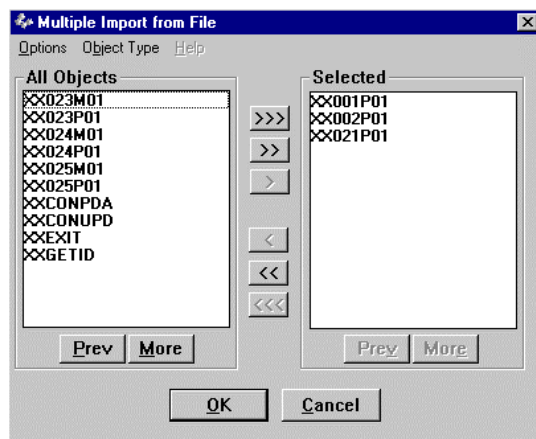 Multiple Import from File
Options Object Type Help
All Objects
XX023M01
XX023P01
XX024M01
XX024P01
XX025M01
XX025P01
XXCONPDA
XXCONUPD
XXEXIT
XXGETID
Prev More
>>>
>>
>
<
<<
<<<
Selected
XX001P01
XX002P01
XX021P01
Prev More
OK Cancel